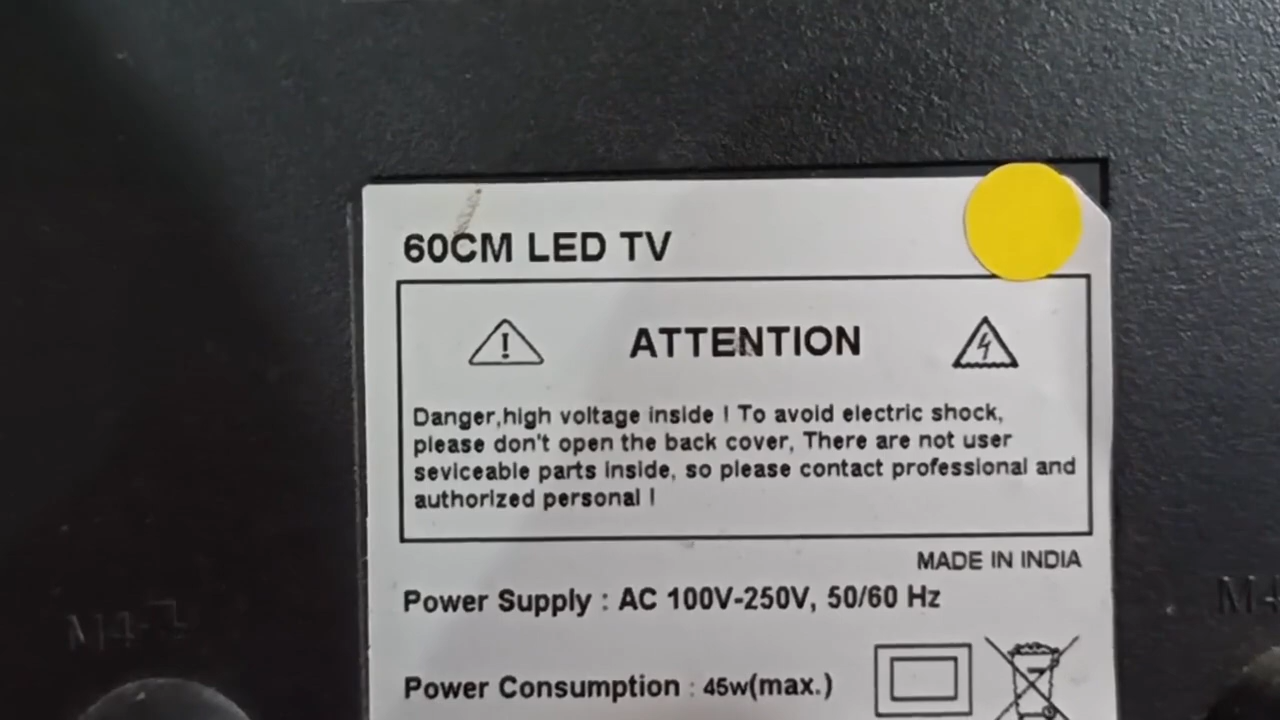 60CM LED TV
ATTENTION
Danger,high voltage inside ! To avoid electric shock,
please don't open the back cover, There are not user
seviceable parts inside, so please contact professional and
authorized personal !
MADE IN INDIA
Power Supply : AC 100V-250V, 50/60 Hz
Power Consumption : 45w(max.)